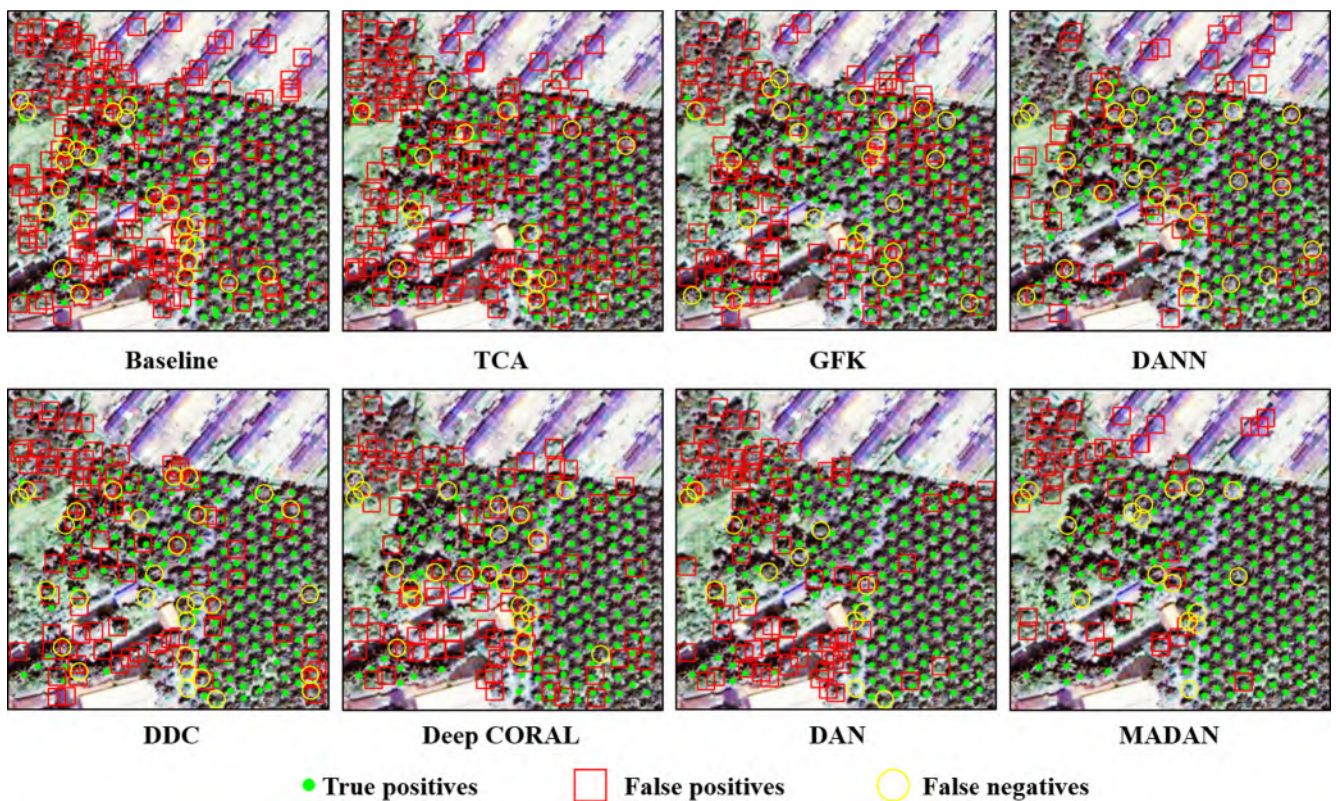 Baseline TCA GFK DANN
DDC Deep CORAL DAN MADAN
True positives False positives False negatives